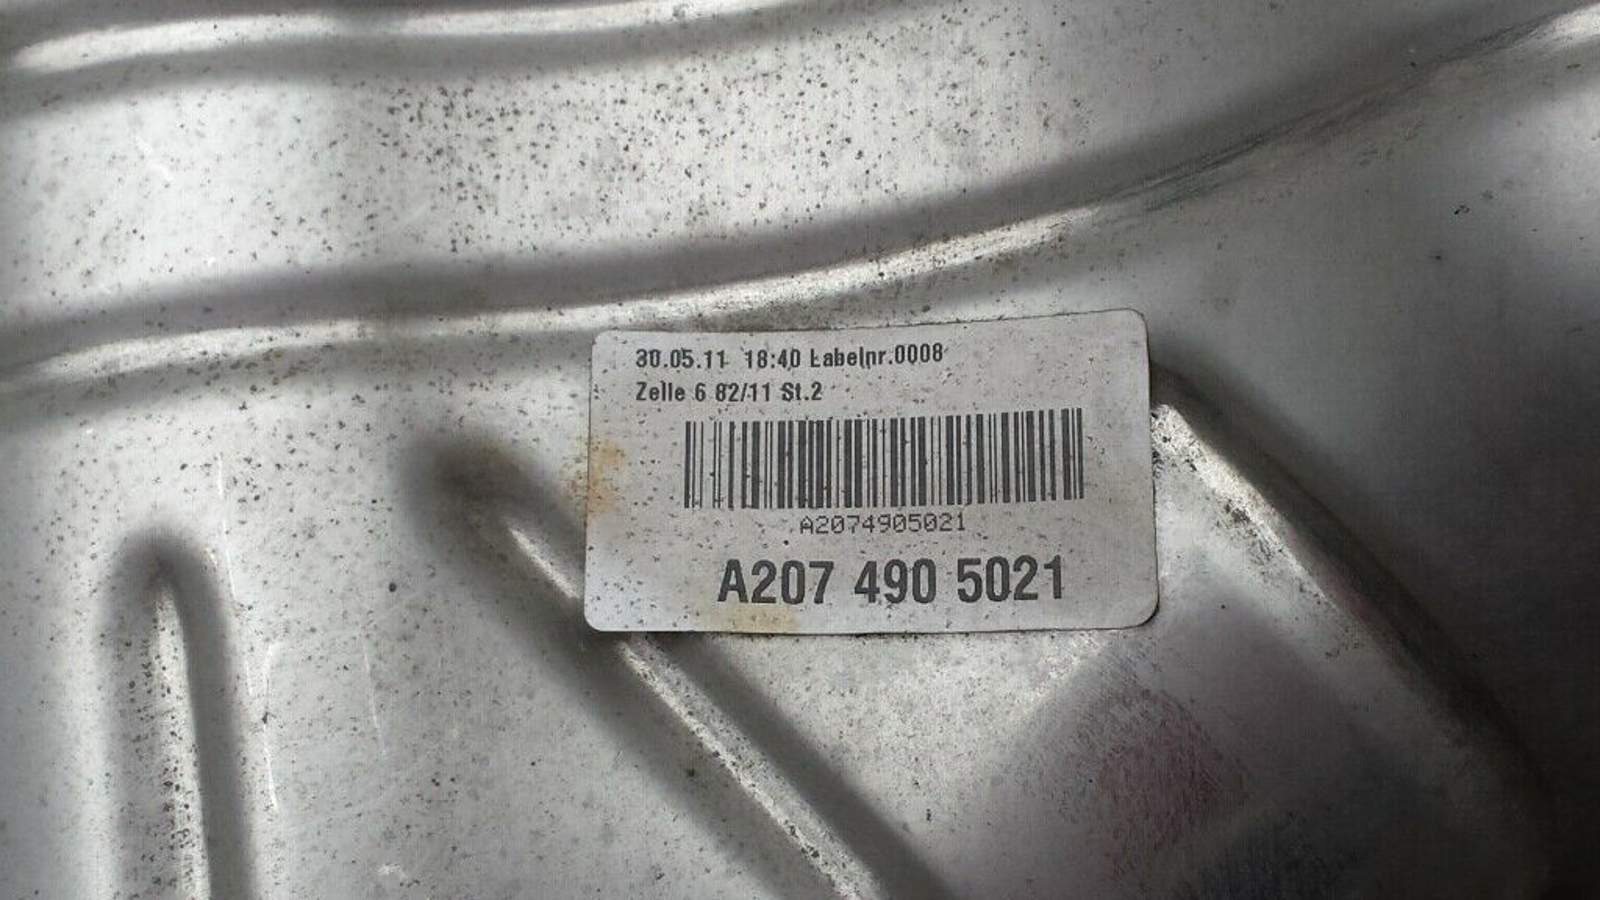 30.05.11 18:40 Labelnr.0008
Zelle 6 82/11 St.2
A2074905021
A207 490 5021